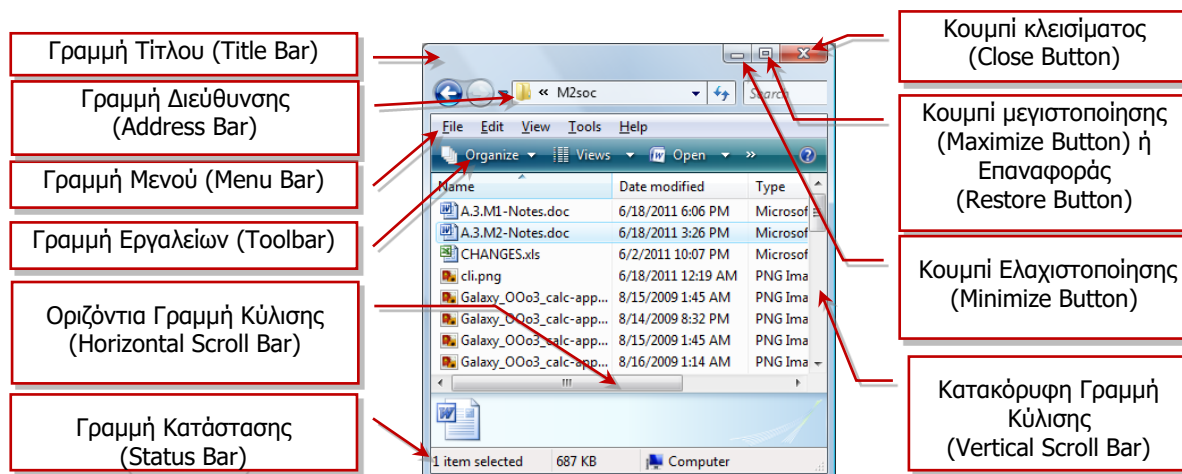 Γραμμή Τίτλου (Title Bar)
Γραμμή Διεύθυνσης
(Address Bar)
Γραμμή Μενού (Menu Bar)
Γραμμή Εργαλείων (Toolbar)
Οριζόντια Γραμμή Κύλισης
(Horizontal Scroll Bar)
Γραμμή Κατάστασης
(Status Bar)
« M2soc
Search
File Edit View Tools Help
Organize Views Open »
Name Date modified Type
A.3.M1-Notes.doc 6/18/2011 6:06 PM Microsof
A.3.M2-Notes.doc 6/18/2011 3:26 PM Microsof
CHANGES.xls 6/2/2011 10:07 PM Microsof
cli.png 6/18/2011 12:19 AM PNG Ima
Galaxy_OOo3_calc-app... 8/15/2009 1:45 AM PNG Ima
Galaxy_OOo3_calc-app... 8/14/2009 8:32 PM PNG Ima
Galaxy_OOo3_calc-app... 8/15/2009 1:45 AM PNG Ima
Galaxy_OOo3_calc-app... 8/16/2009 1:14 AM PNG Ima
1 item selected 687 KB Computer
Κουμπί κλεισίματος
(Close Button)
Κουμπί μεγιστοποίησης
(Maximize Button) ή
Επαναφοράς
(Restore Button)
Κουμπί Ελαχιστοποίησης
(Minimize Button)
Κατακόρυφη Γραμμή
Κύλισης
(Vertical Scroll Bar)